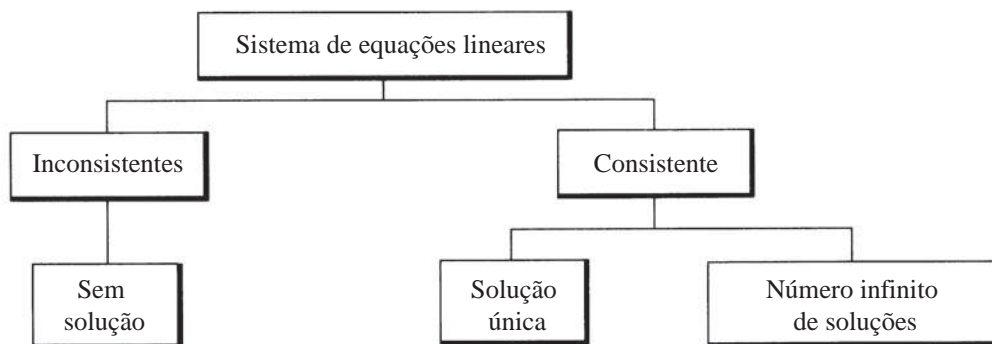 Sistema de equações lineares
Inconsistentes
Consistente
Sem
solução
Solução
única
Número infinito
de soluções